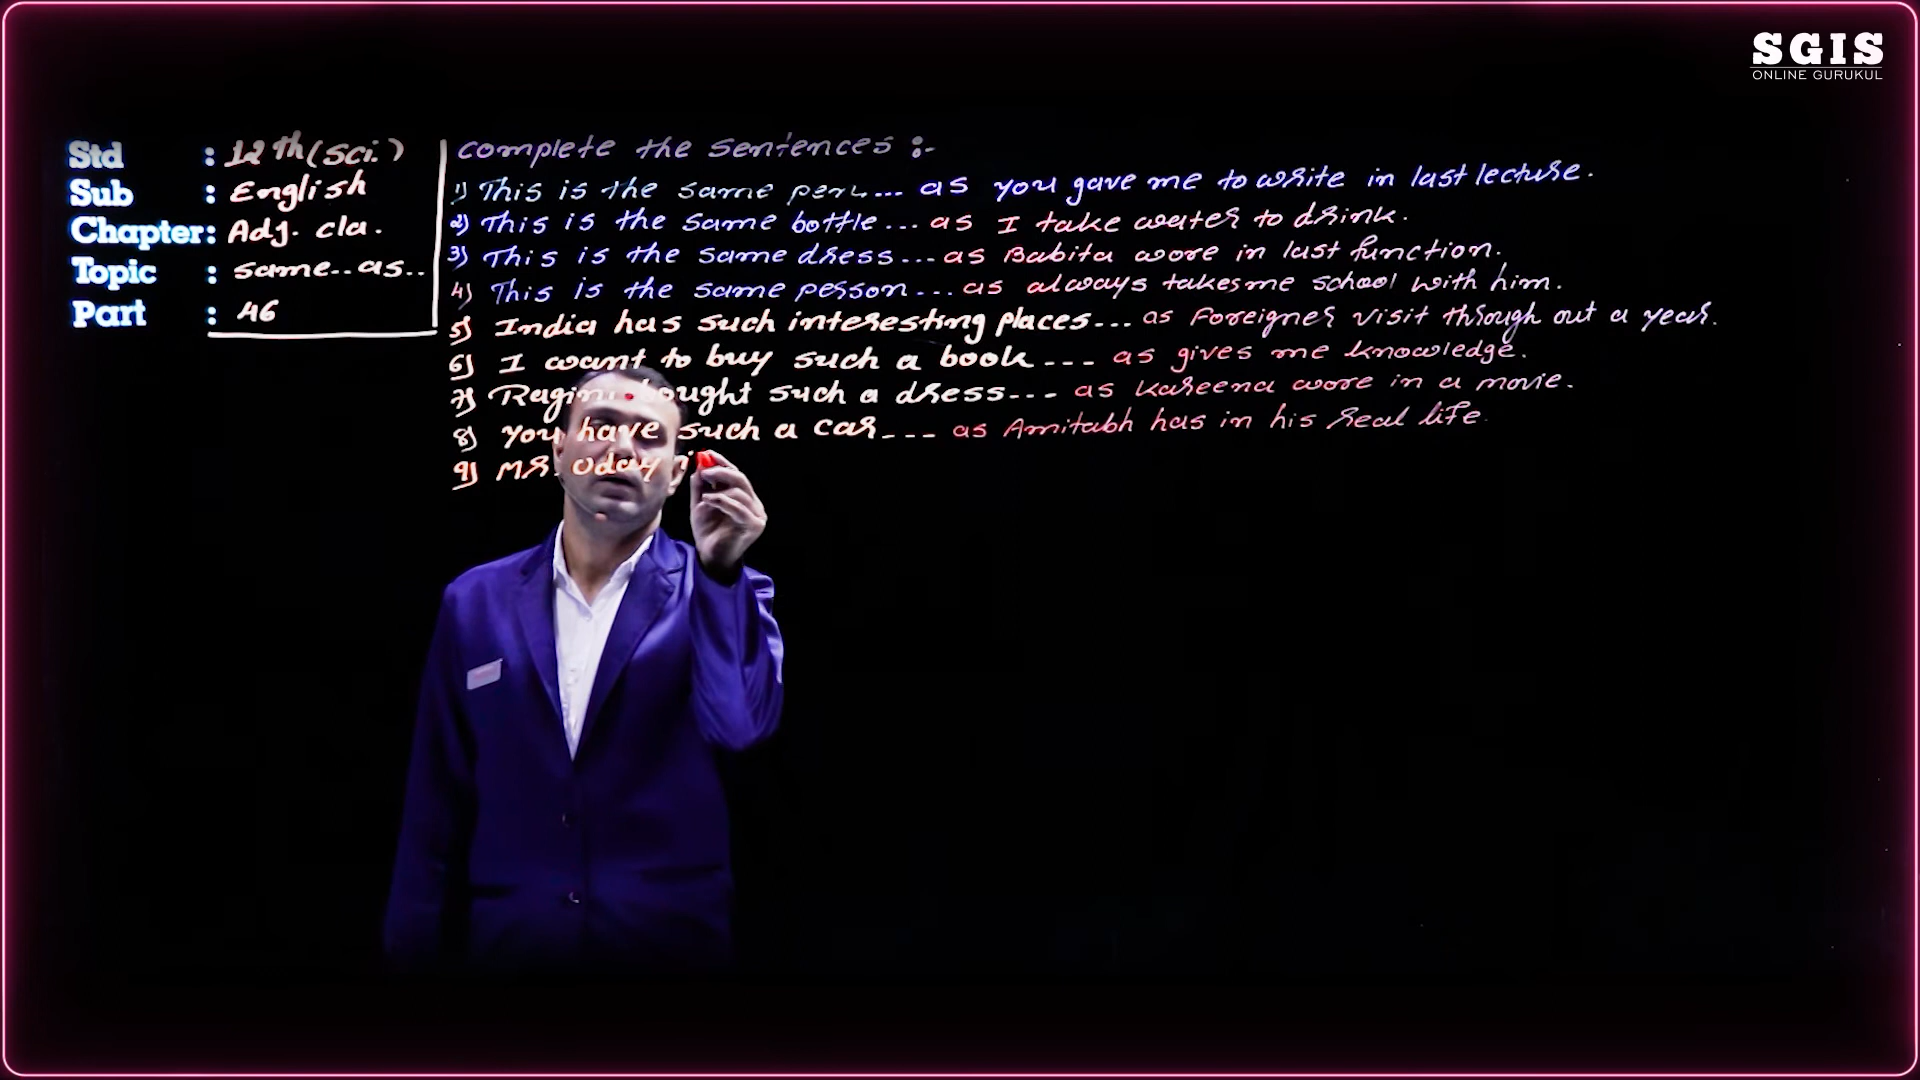 SGIS
ONLINE GURUKUL
Std : 12th (sci.)
Sub : English
Chapter : Adj. cla.
Topic : same..as..
Part : 46
complete the sentences :-
1) This is the same pen... as you gave me to write in last lecture.
2) This is the same bottle... as I take water to drink.
3) This is the same dress... as Babita wore in last function.
4) This is the same person... as always takes me school with him.
5) India has such interesting places... as Foreigner visit through out a year.
6) I want to buy such a book --- as gives me knowledge.
7) Ragini bought such a dress--- as Kareena wore in a movie.
8) You have such a car--- as Amitabh has in his real life.
9) MR. Uday i